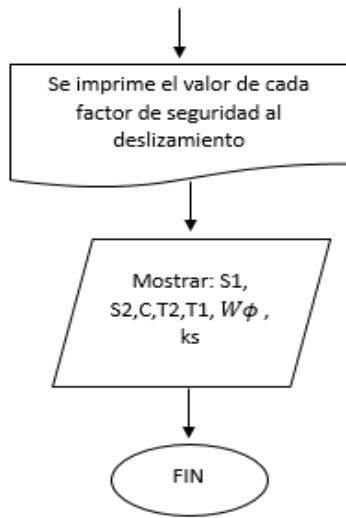 Se imprime el valor de cada
factor de seguridad al
deslizamiento
Mostrar: S1,
S2,C,T2,T1, 𝑊𝜙 ,
ks
FIN